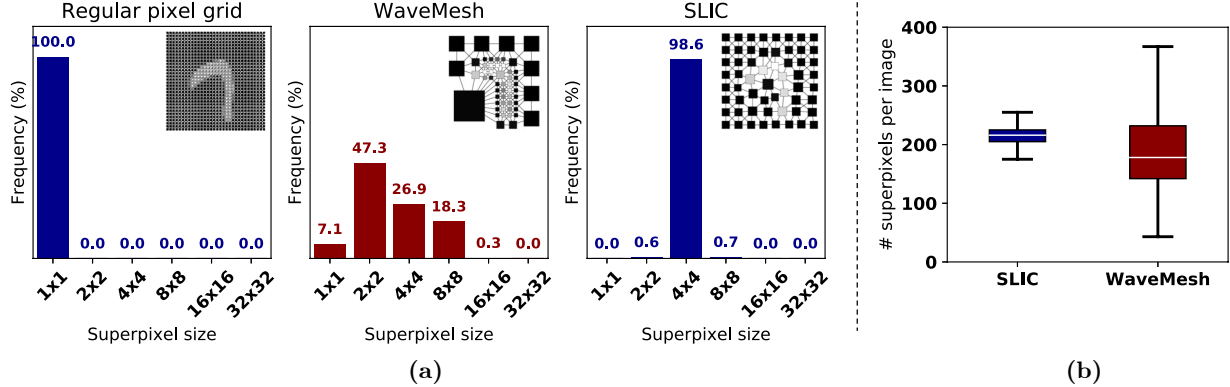 Regular pixel grid
Frequency (%)
100.0
0.0 0.0 0.0 0.0 0.0
1x1 2x2 4x4 8x8 16x16 32x32
Superpixel size
WaveMesh
Frequency (%)
7.1 47.3 26.9 18.3 0.3 0.0
1x1 2x2 4x4 8x8 16x16 32x32
Superpixel size
SLIC
Frequency (%)
0.0 0.6 98.6 0.7 0.0 0.0
1x1 2x2 4x4 8x8 16x16 32x32
Superpixel size
(a)
# superpixels per image
400
300
200
100
0
SLIC WaveMesh
(b)